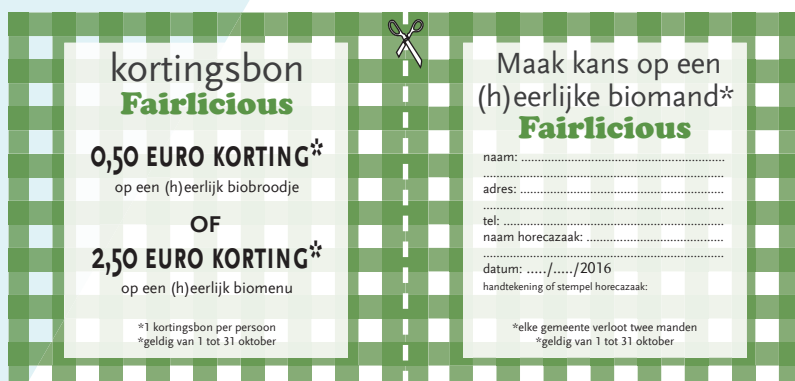 kortingsbon
Fairlicious
0,50 EURO KORTING*
op een (h)eerlijk biobroodje
OF
2,50 EURO KORTING*
op een (h)eerlijk biomenu
*1 kortingsbon per persoon
*geldig van 1 tot 31 oktober
Maak kans op een
(h)eerlijke biomand*
Fairlicious
naam: ..........................................................
......................................................................
adres: ...........................................................
......................................................................
tel: ................................................................
naam horecazaak: ........................................
......................................................................
datum: ...../...../2016
handtekening of stempel horecazaak:
*elke gemeente verloot twee manden
*geldig van 1 tot 31 oktober